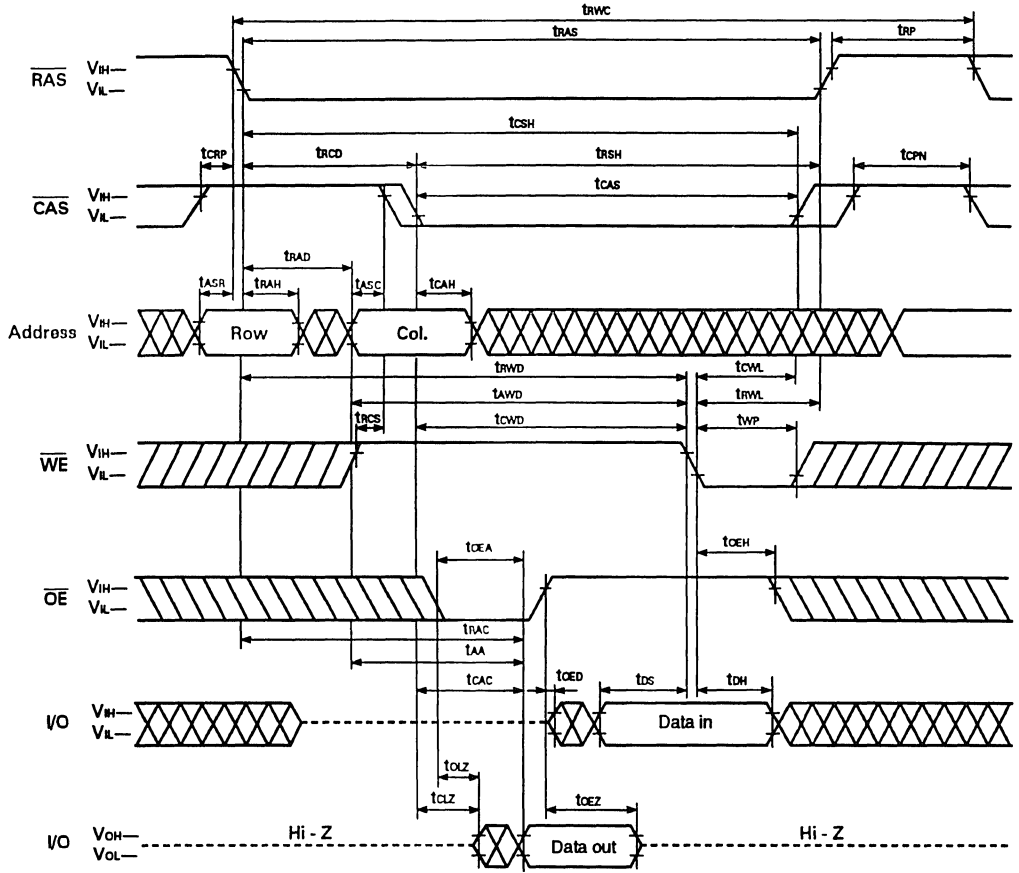 tRWC
tRAS
tRP
RAS
VIH
VIL
tCSH
tCRP
tRCD
tRSH
tCPN
tCAS
CAS
VIH
VIL
tRAD
tASR
tRAH
tASC
tCAH
Address
VIH
VIL
Row
Col.
tRWD
tCWL
tAWD
tRWL
tRCS
tCWD
tWP
WE
VIH
VIL
tOEA
tOEH
OE
VIH
VIL
tRAC
tAA
tCAC
tOED
tDS
tDH
I/O
VIH
VIL
Data in
tOLZ
tCLZ
tOEZ
I/O
VOH
VOL
Hi - Z
Data out
Hi - Z